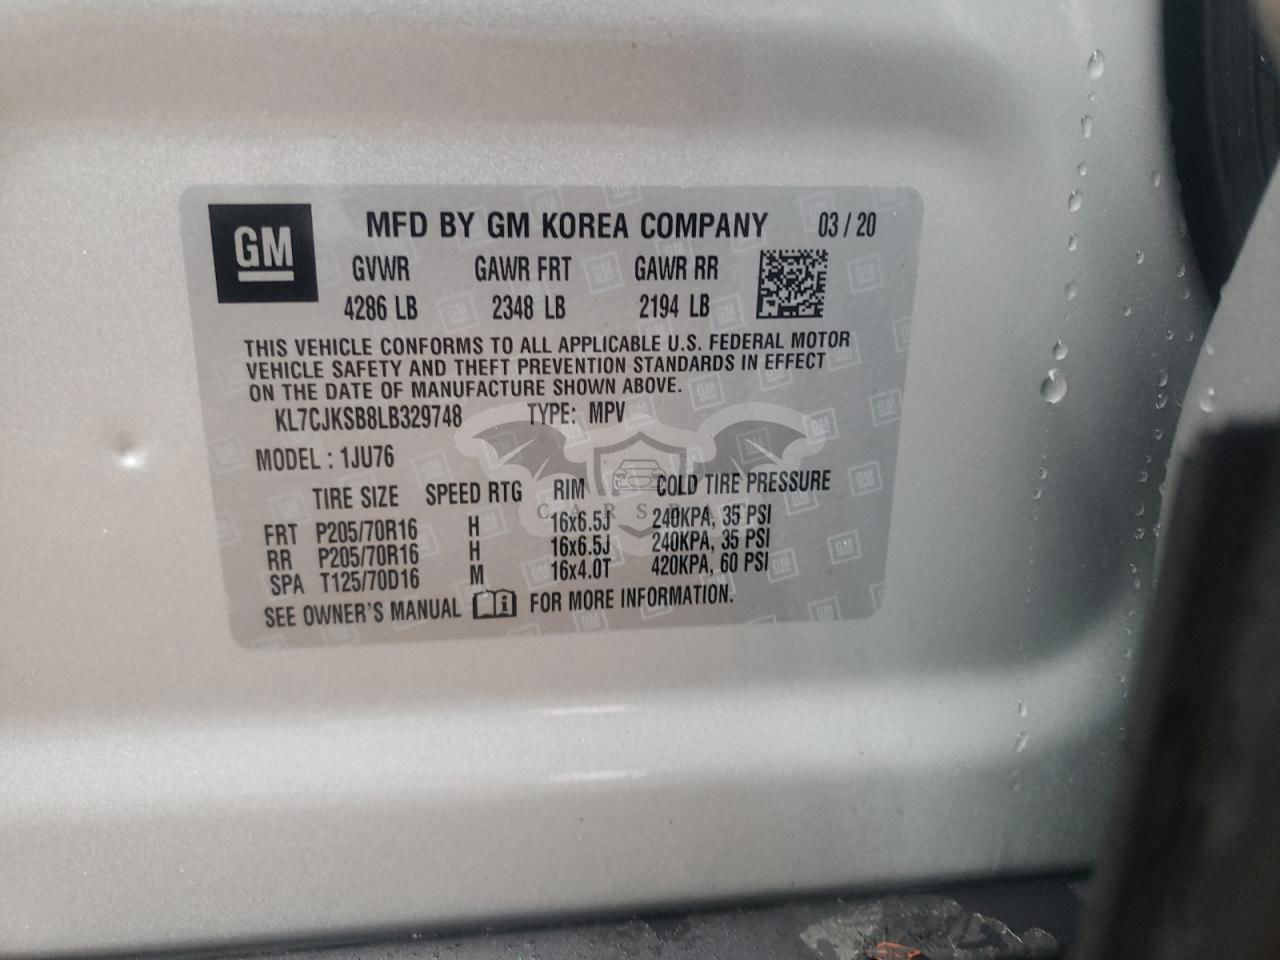 GM
MFD BY GM KOREA COMPANY 03 / 20
GVWR GAWR FRT GAWR RR
4286 LB 2348 LB 2194 LB
THIS VEHICLE CONFORMS TO ALL APPLICABLE U.S. FEDERAL MOTOR
VEHICLE SAFETY AND THEFT PREVENTION STANDARDS IN EFFECT
ON THE DATE OF MANUFACTURE SHOWN ABOVE.
KL7CJKSB8LB329748 TYPE: MPV
MODEL : 1JU76
TIRE SIZE SPEED RTG RIM COLD TIRE PRESSURE
FRT P205/70R16 H 16x6.5J 240KPA, 35 PSI
RR P205/70R16 H 16x6.5J 240KPA, 35 PSI
SPA T125/70D16 M 16x4.0T 420KPA, 60 PSI
SEE OWNER'S MANUAL i FOR MORE INFORMATION.